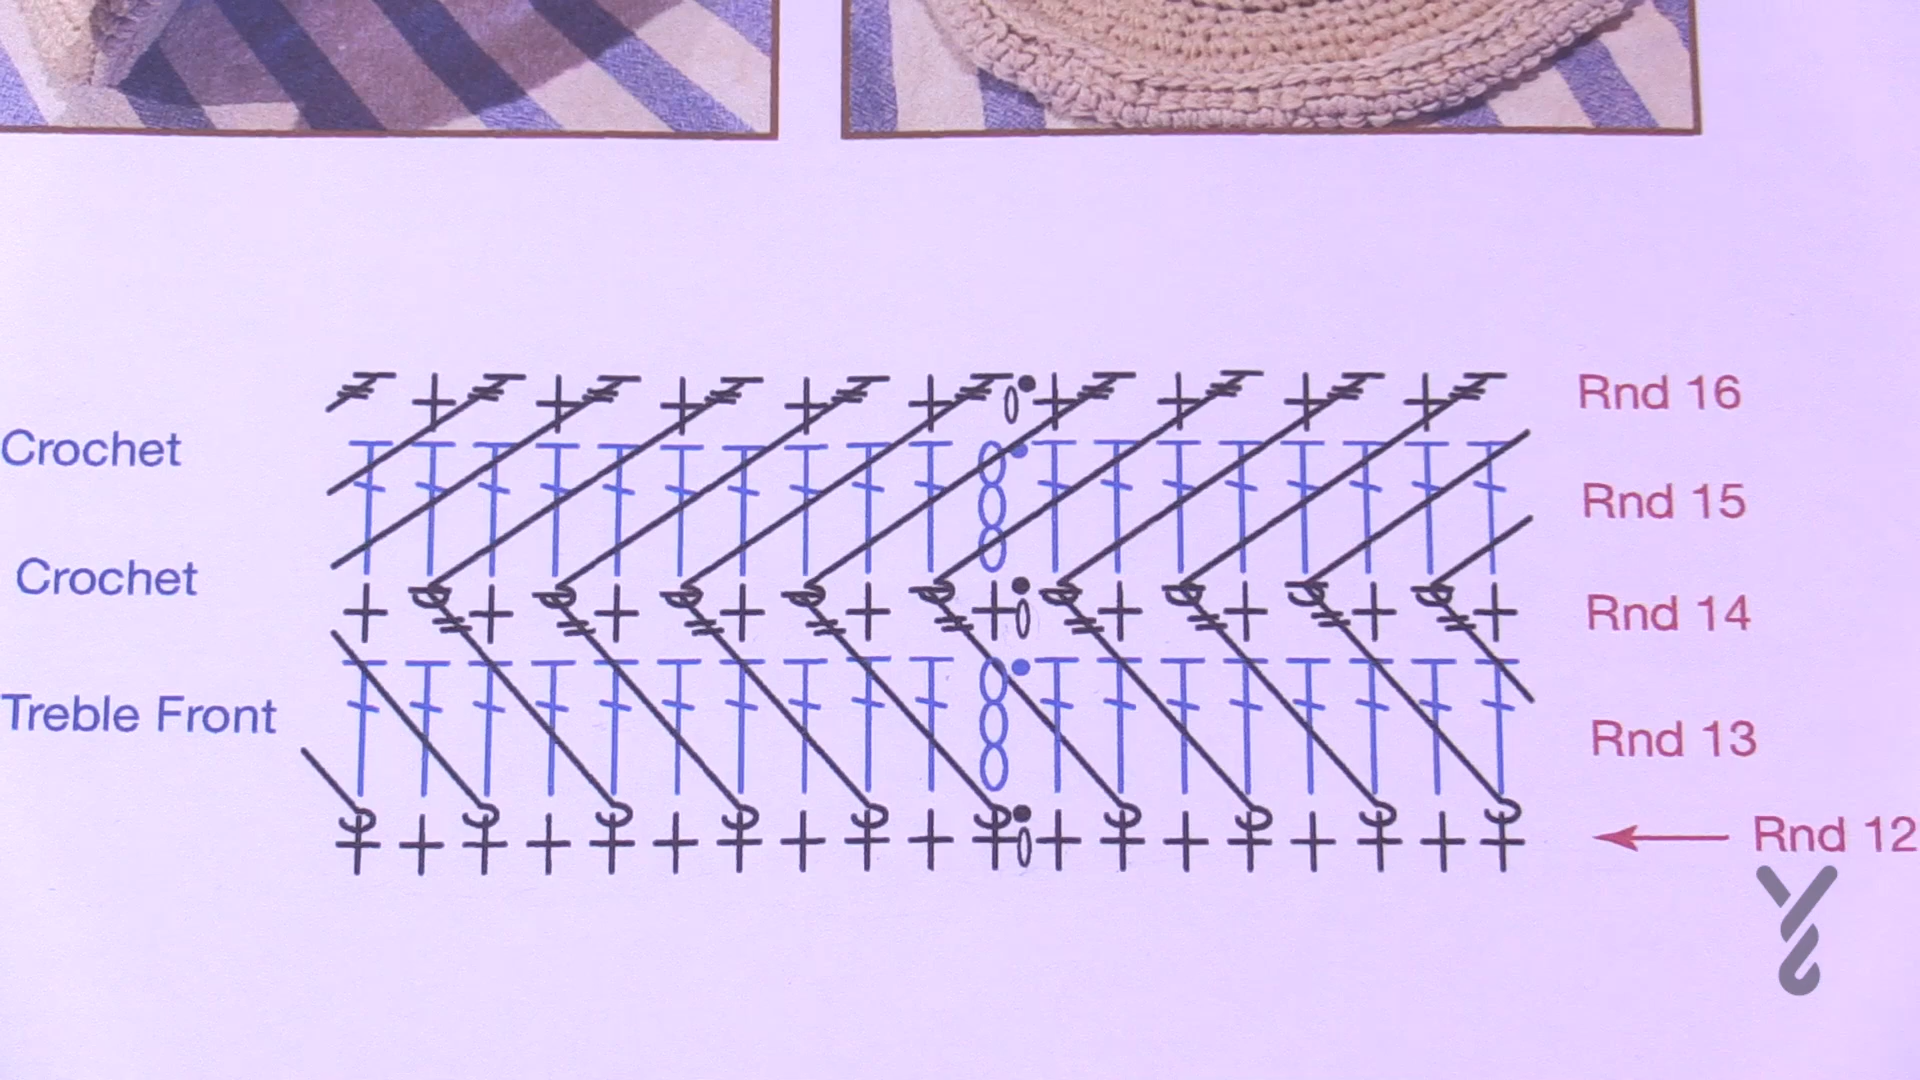 Rnd 16
Crochet
Rnd 15
Crochet
Rnd 14
Treble Front
Rnd 13
Rnd 12